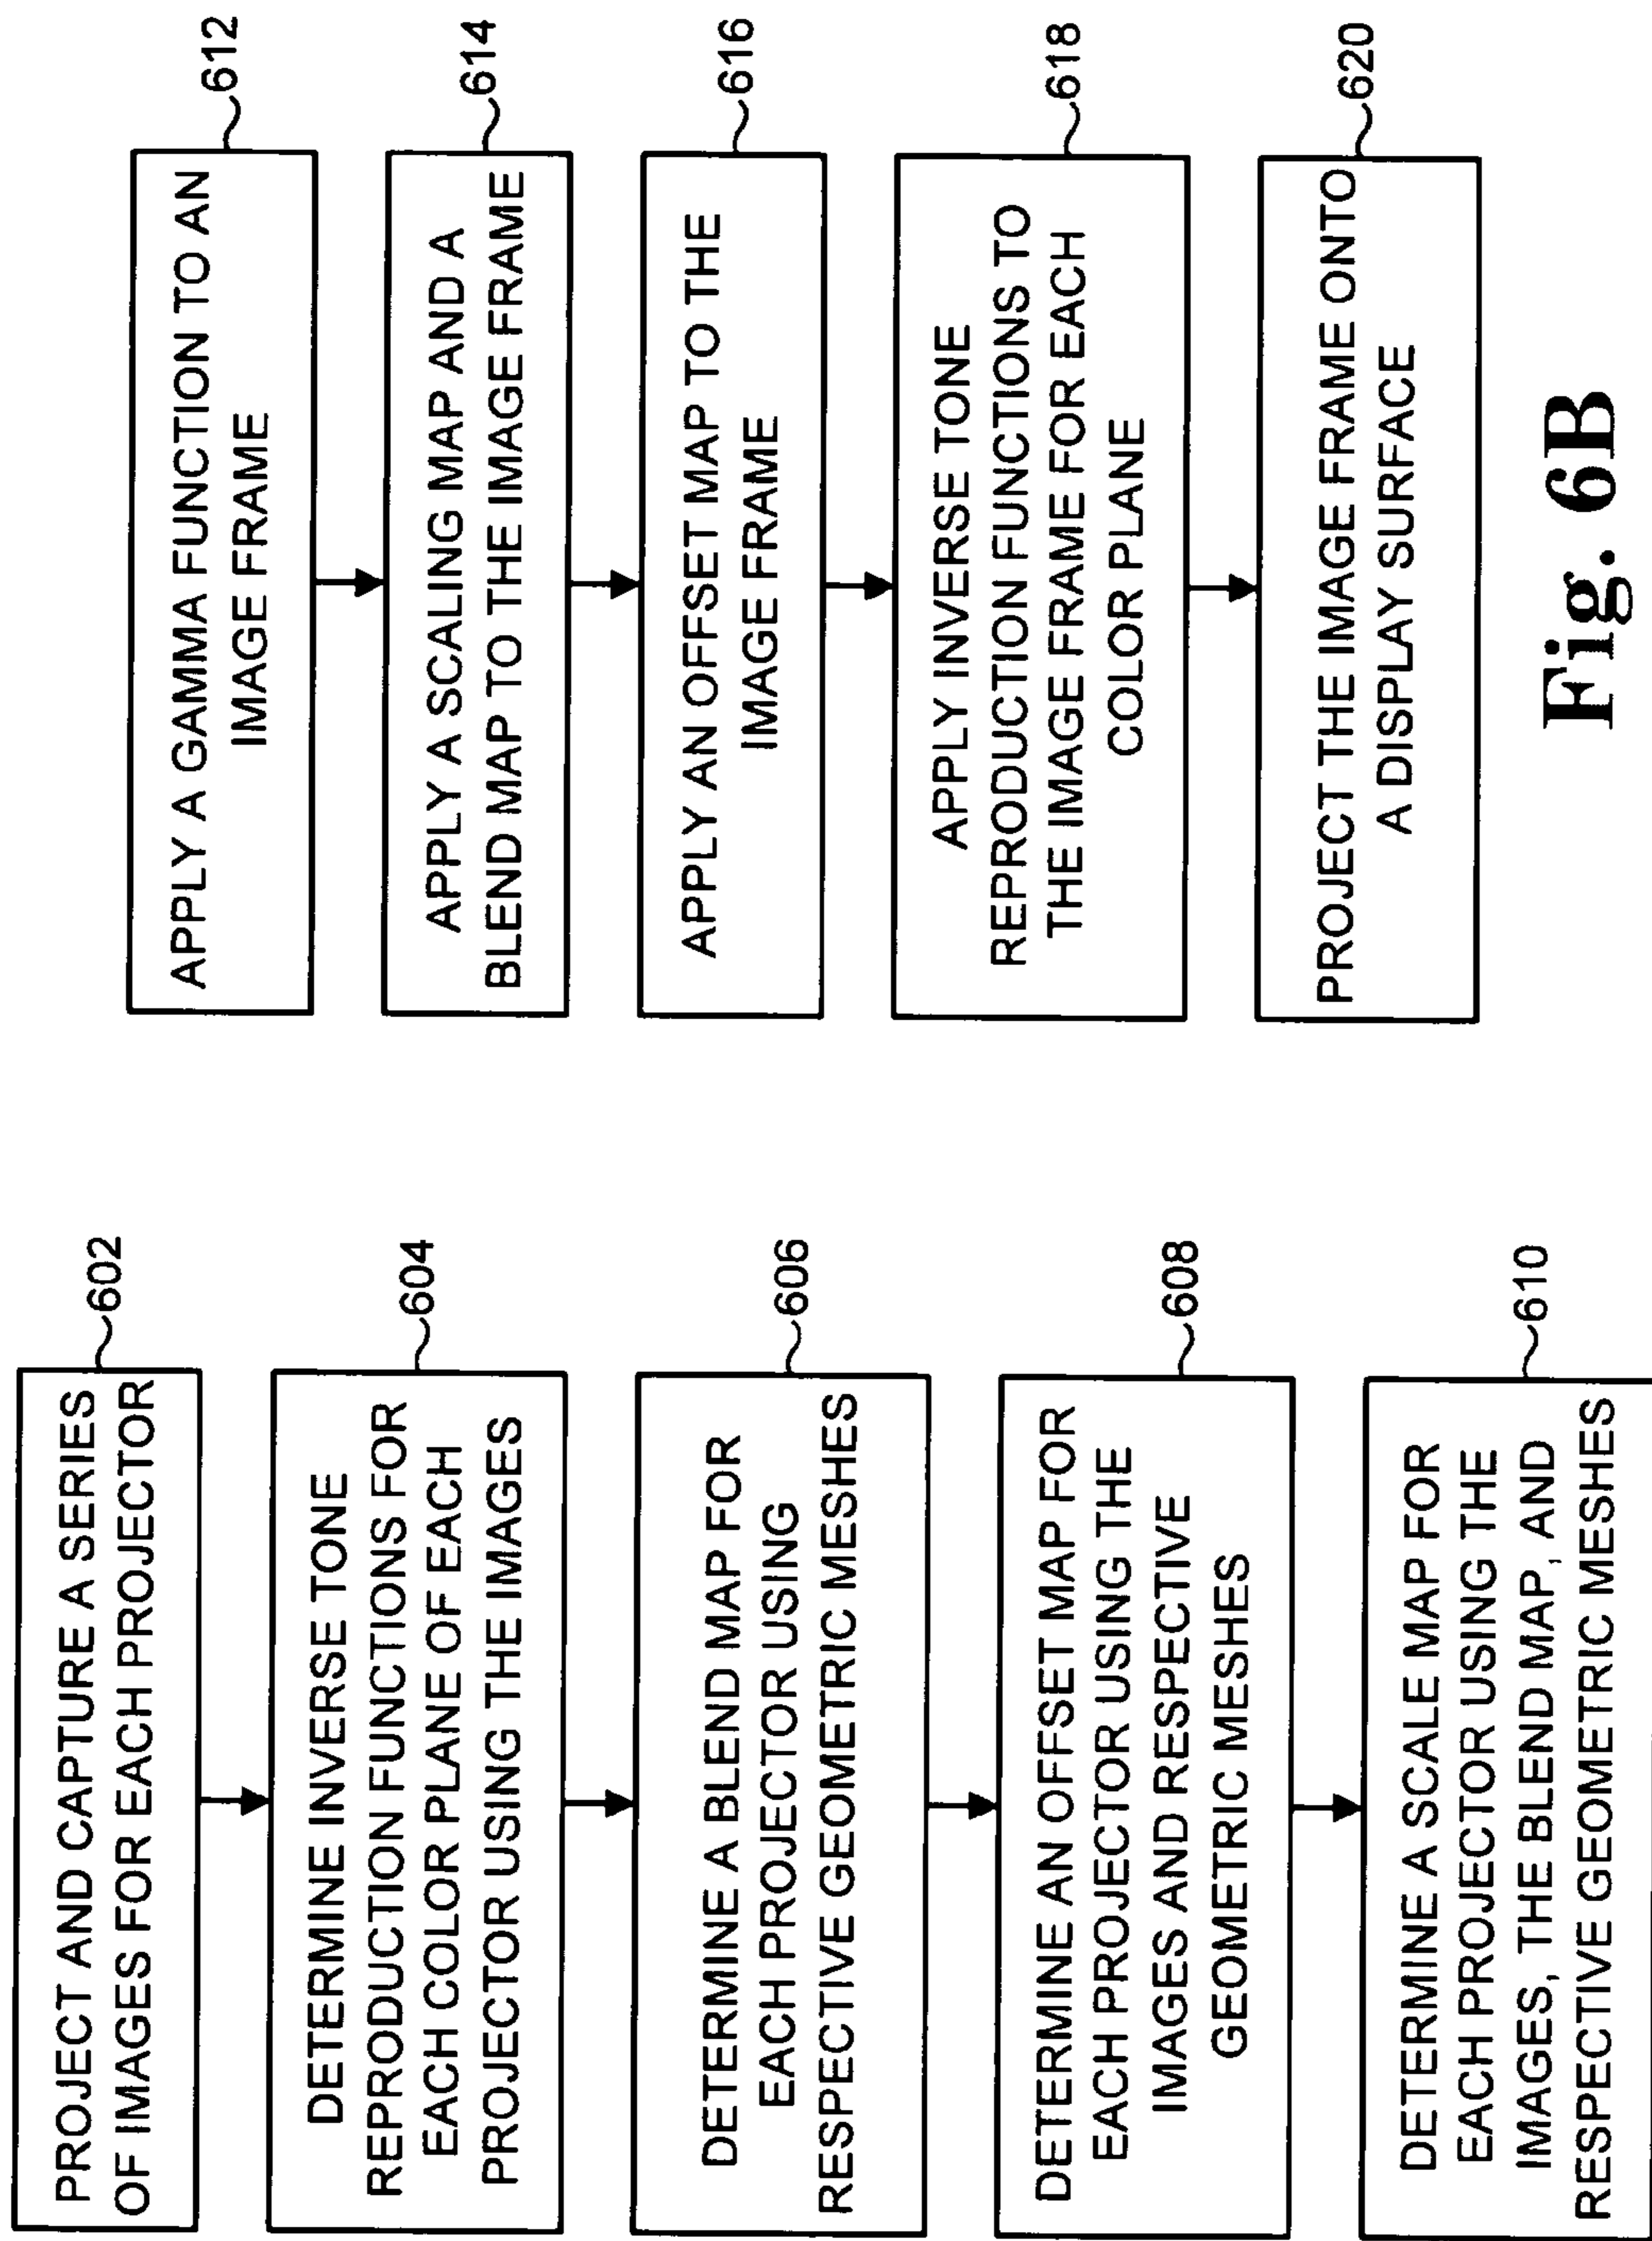 PROJECT AND CAPTURE A SERIES
OF IMAGES FOR EACH PROJECTOR
602
DETERMINE INVERSE TONE
REPRODUCTION FUNCTIONS FOR
EACH COLOR PLANE OF EACH
PROJECTOR USING THE IMAGES
604
DETERMINE A BLEND MAP FOR
EACH PROJECTOR USING
RESPECTIVE GEOMETRIC MESHES
606
DETERMINE AN OFFSET MAP FOR
EACH PROJECTOR USING THE
IMAGES AND RESPECTIVE
GEOMETRIC MESHES
608
DETERMINE A SCALE MAP FOR
EACH PROJECTOR USING THE
IMAGES, THE BLEND MAP, AND
RESPECTIVE GEOMETRIC MESHES
610
APPLY A GAMMA FUNCTION TO AN
IMAGE FRAME
612
APPLY A SCALING MAP AND A
BLEND MAP TO THE IMAGE FRAME
614
APPLY AN OFFSET MAP TO THE
IMAGE FRAME
616
APPLY INVERSE TONE
REPRODUCTION FUNCTIONS TO
THE IMAGE FRAME FOR EACH
COLOR PLANE
618
PROJECT THE IMAGE FRAME ONTO
A DISPLAY SURFACE
620
Fig. 6B